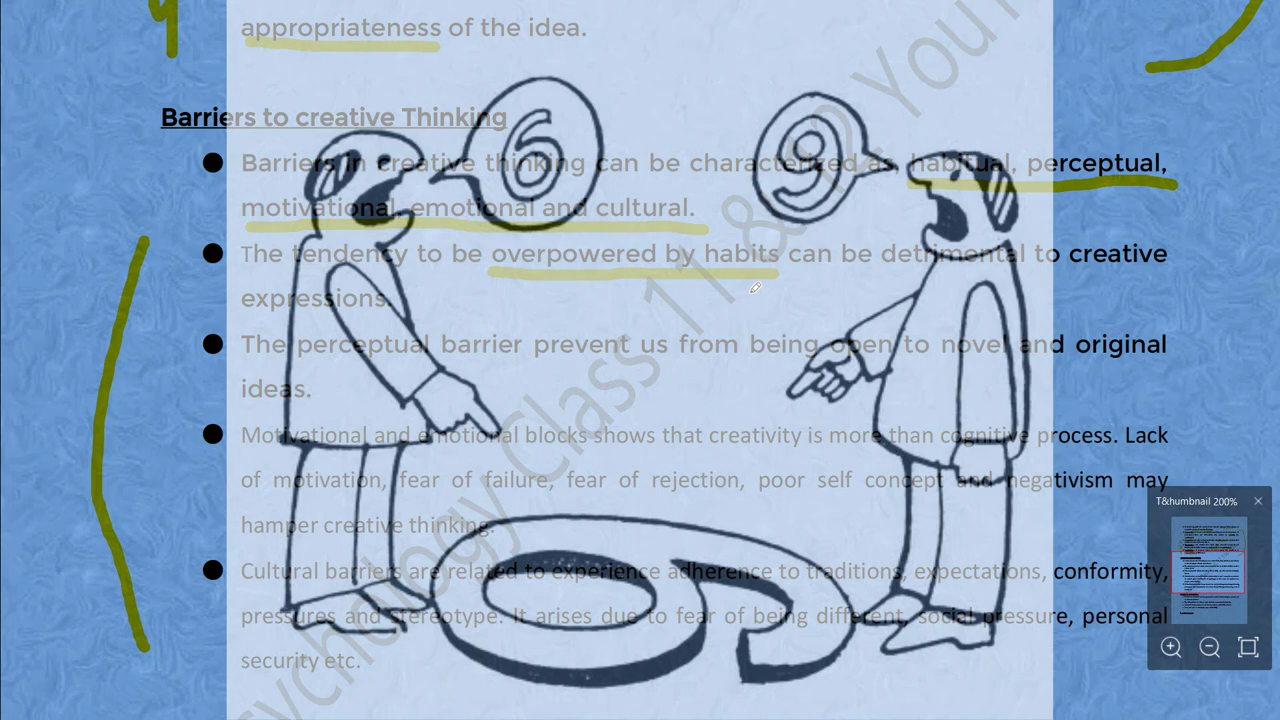 appropriateness of the idea.
Barriers to creative Thinking
● Barriers in creative thinking can be characterized as habitual, perceptual,
motivational, emotional and cultural.
● The tendency to be overpowered by habits can be detrimental to creative
expressions.
● The perceptual barrier prevent us from being open to novel and original
ideas.
● Motivational and emotional blocks shows that creativity is more than cognitive process. Lack
of motivation, fear of failure, fear of rejection, poor self concept and negativism may
hamper creative thinking
● Cultural barriers are related to experience adherence to traditions, expectations, conformity,
pressures and stereotype. It arises due to fear of being different, social pressure, personal
security etc.
6
9
Psychology Class 11 & @ YouT
T&humbnail 200%